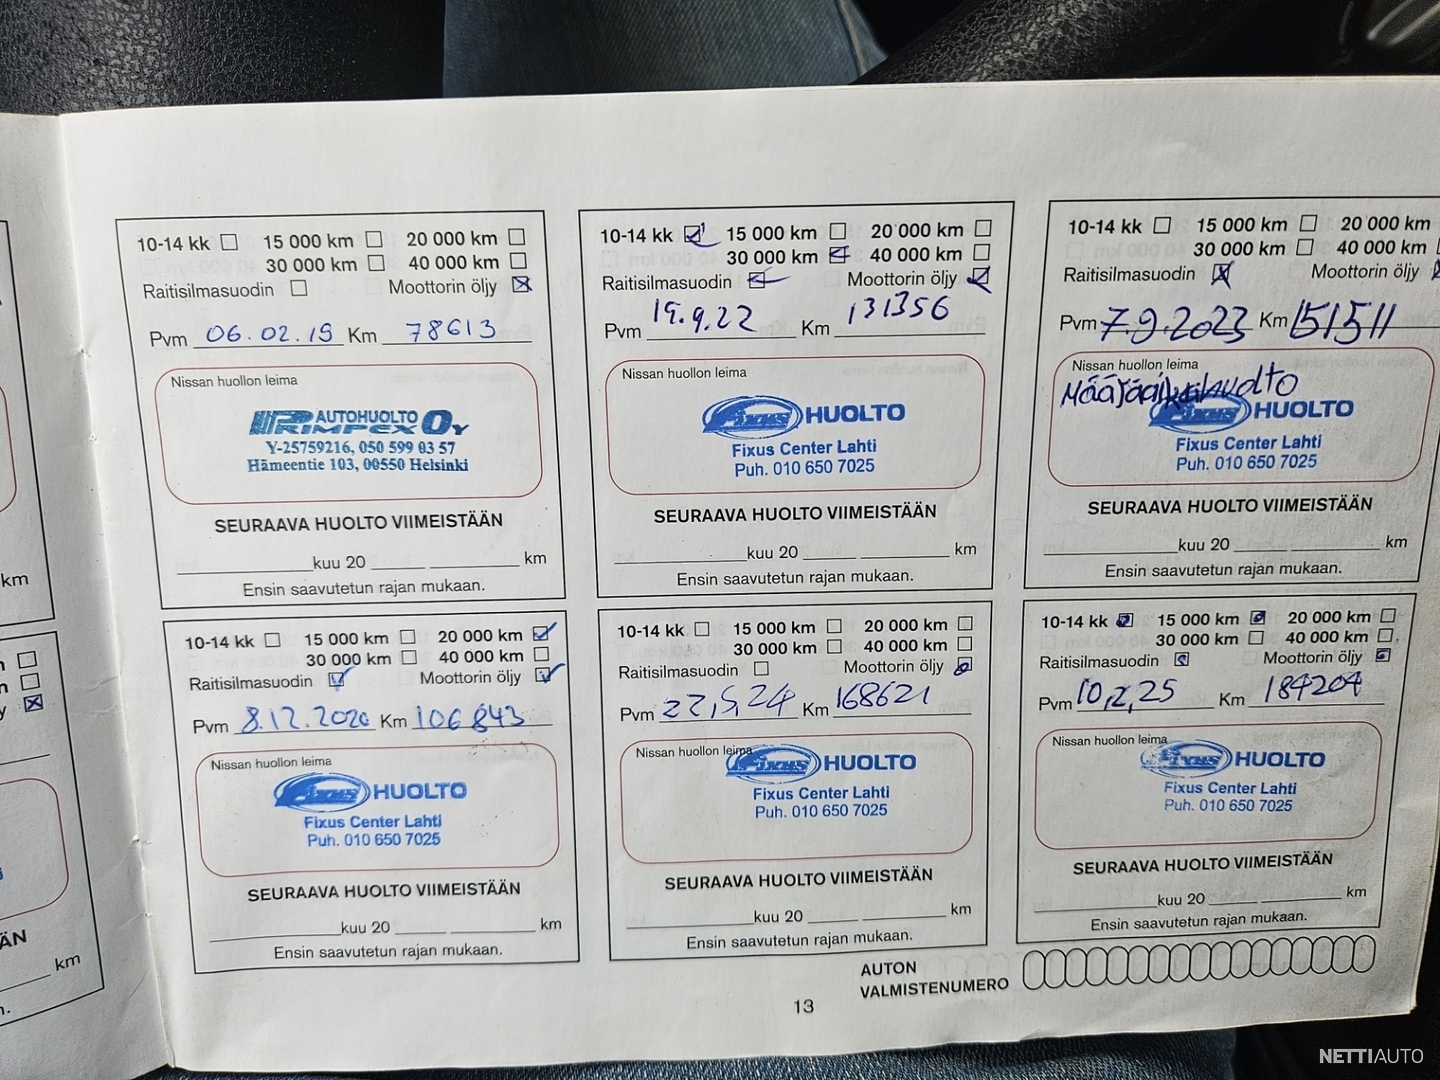 10-14 kk 15 000 km 20 000 km
30 000 km 40 000 km
Raitisilmasuodin Moottorin öljy
Pvm 06.02.19 Km 78613
Nissan huollon leima
AUTOHUOLTO
PRIMPEX OY
Y-25759216, 050 599 03 57
Hämeentie 103, 00550 Helsinki
SEURAAVA HUOLTO VIIMEISTÄÄN
kuu 20 km
Ensin saavutetun rajan mukaan.
10-14 kk 15 000 km 20 000 km
30 000 km 40 000 km
Raitisilmasuodin Moottorin öljy
Pvm 19.9.22 Km 131356
Nissan huollon leima
Fixus HUOLTO
Fixus Center Lahti
Puh. 010 650 7025
SEURAAVA HUOLTO VIIMEISTÄÄN
kuu 20 km
Ensin saavutetun rajan mukaan.
10-14 kk 15 000 km 20 000 km
30 000 km 40 000 km
Raitisilmasuodin Moottorin öljy
Pvm 7.9.2023 Km 151511
Nissan huollon leima
Määräaikaishuolto
Fixus HUOLTO
Fixus Center Lahti
Puh. 010 650 7025
SEURAAVA HUOLTO VIIMEISTÄÄN
kuu 20 km
Ensin saavutetun rajan mukaan.
10-14 kk 15 000 km 20 000 km
30 000 km 40 000 km
Raitisilmasuodin Moottorin öljy
Pvm 8.12.2020 Km 106843
Nissan huollon leima
Fixus HUOLTO
Fixus Center Lahti
Puh. 010 650 7025
SEURAAVA HUOLTO VIIMEISTÄÄN
kuu 20 km
Ensin saavutetun rajan mukaan.
10-14 kk 15 000 km 20 000 km
30 000 km 40 000 km
Raitisilmasuodin Moottorin öljy
Pvm 22,5,24 Km 168621
Nissan huollon leima
Fixus HUOLTO
Fixus Center Lahti
Puh. 010 650 7025
SEURAAVA HUOLTO VIIMEISTÄÄN
kuu 20 km
Ensin saavutetun rajan mukaan.
10-14 kk 15 000 km 20 000 km
30 000 km 40 000 km
Raitisilmasuodin Moottorin öljy
Pvm 10,2,25 Km 184204
Nissan huollon leima
Fixus HUOLTO
Fixus Center Lahti
Puh. 010 650 7025
SEURAAVA HUOLTO VIIMEISTÄÄN
kuu 20 km
Ensin saavutetun rajan mukaan.
AUTON
VALMISTENUMERO
13
km
km
NETTIAUTO